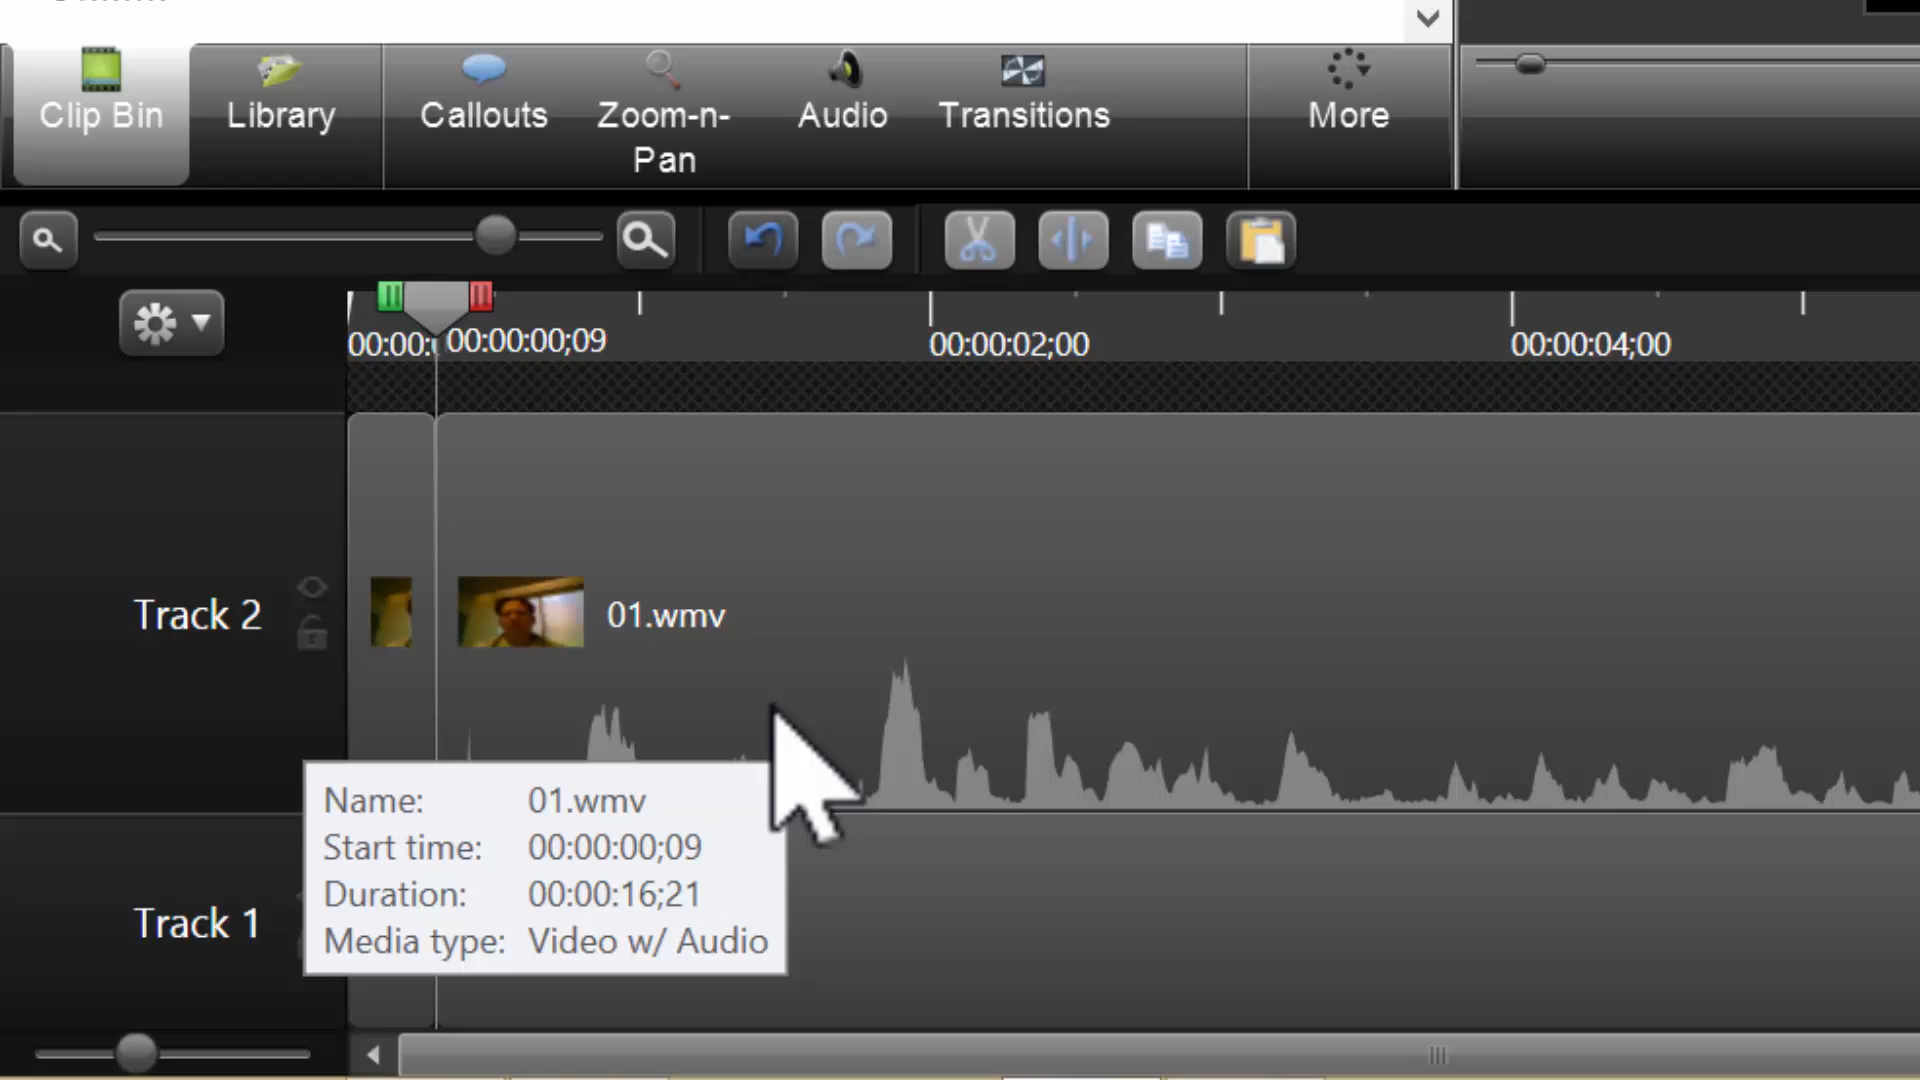 Clip Bin
Library
Callouts
Zoom-n-
Pan
Audio
Transitions
More
00:00:00;09
00:00:02;00
00:00:04;00
Track 2
01.wmv
Name: 01.wmv
Start time: 00:00:00;09
Duration: 00:00:16;21
Media type: Video w/ Audio
Track 1